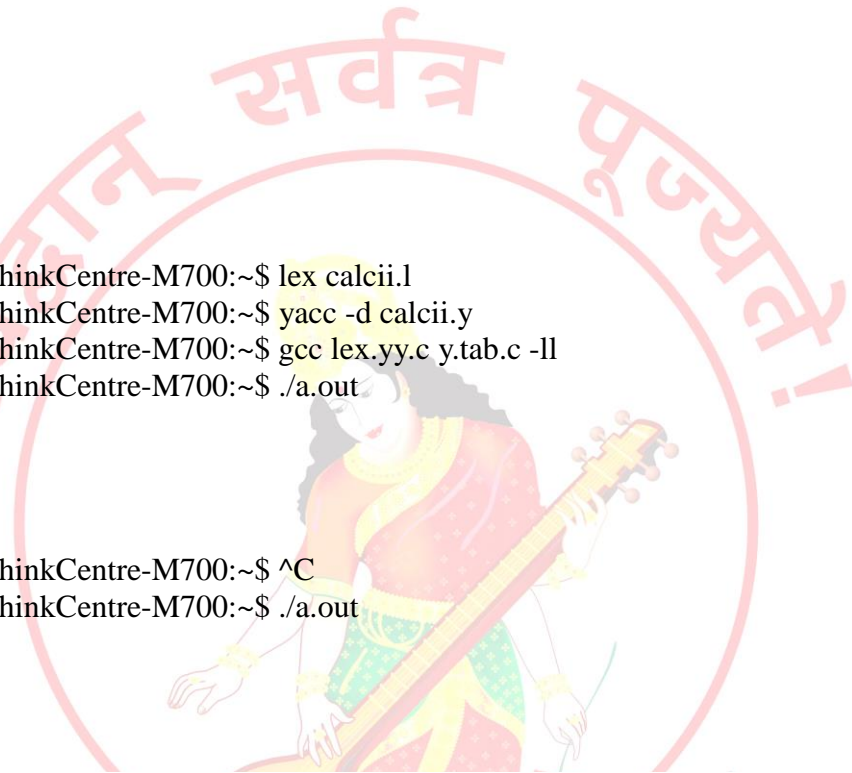 सर्वत्र पूज्यते!
hinkCentre-M700:~$ lex calcii.l
hinkCentre-M700:~$ yacc -d calcii.y
hinkCentre-M700:~$ gcc lex.yy.c y.tab.c -ll
hinkCentre-M700:~$ ./a.out
hinkCentre-M700:~$ ^C
hinkCentre-M700:~$ ./a.out